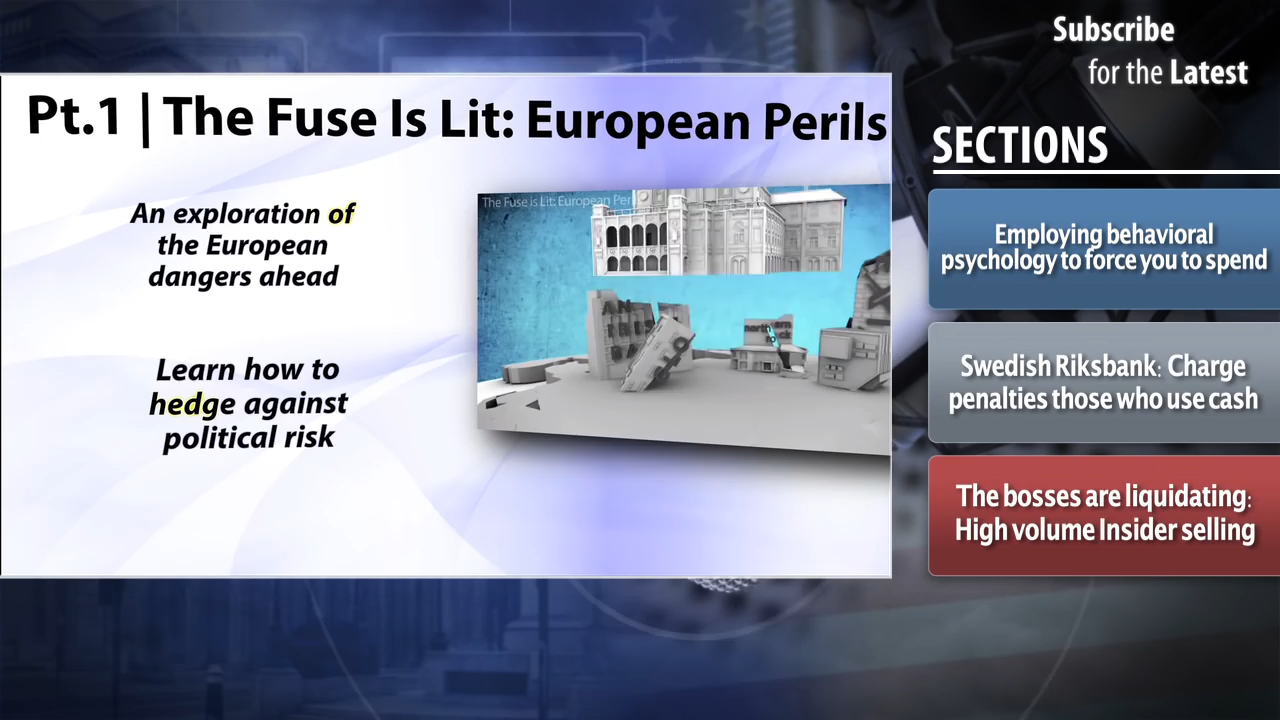 Subscribe
for the Latest
Pt.1 | The Fuse Is Lit: European Perils
An exploration of
the European
dangers ahead
Learn how to
hedge against
political risk
The Fuse is Lit: European Peri
SECTIONS
Employing behavioral
psychology to force you to spend
Swedish Riksbank: Charge
penalties those who use cash
The bosses are liquidating:
High volume Insider selling